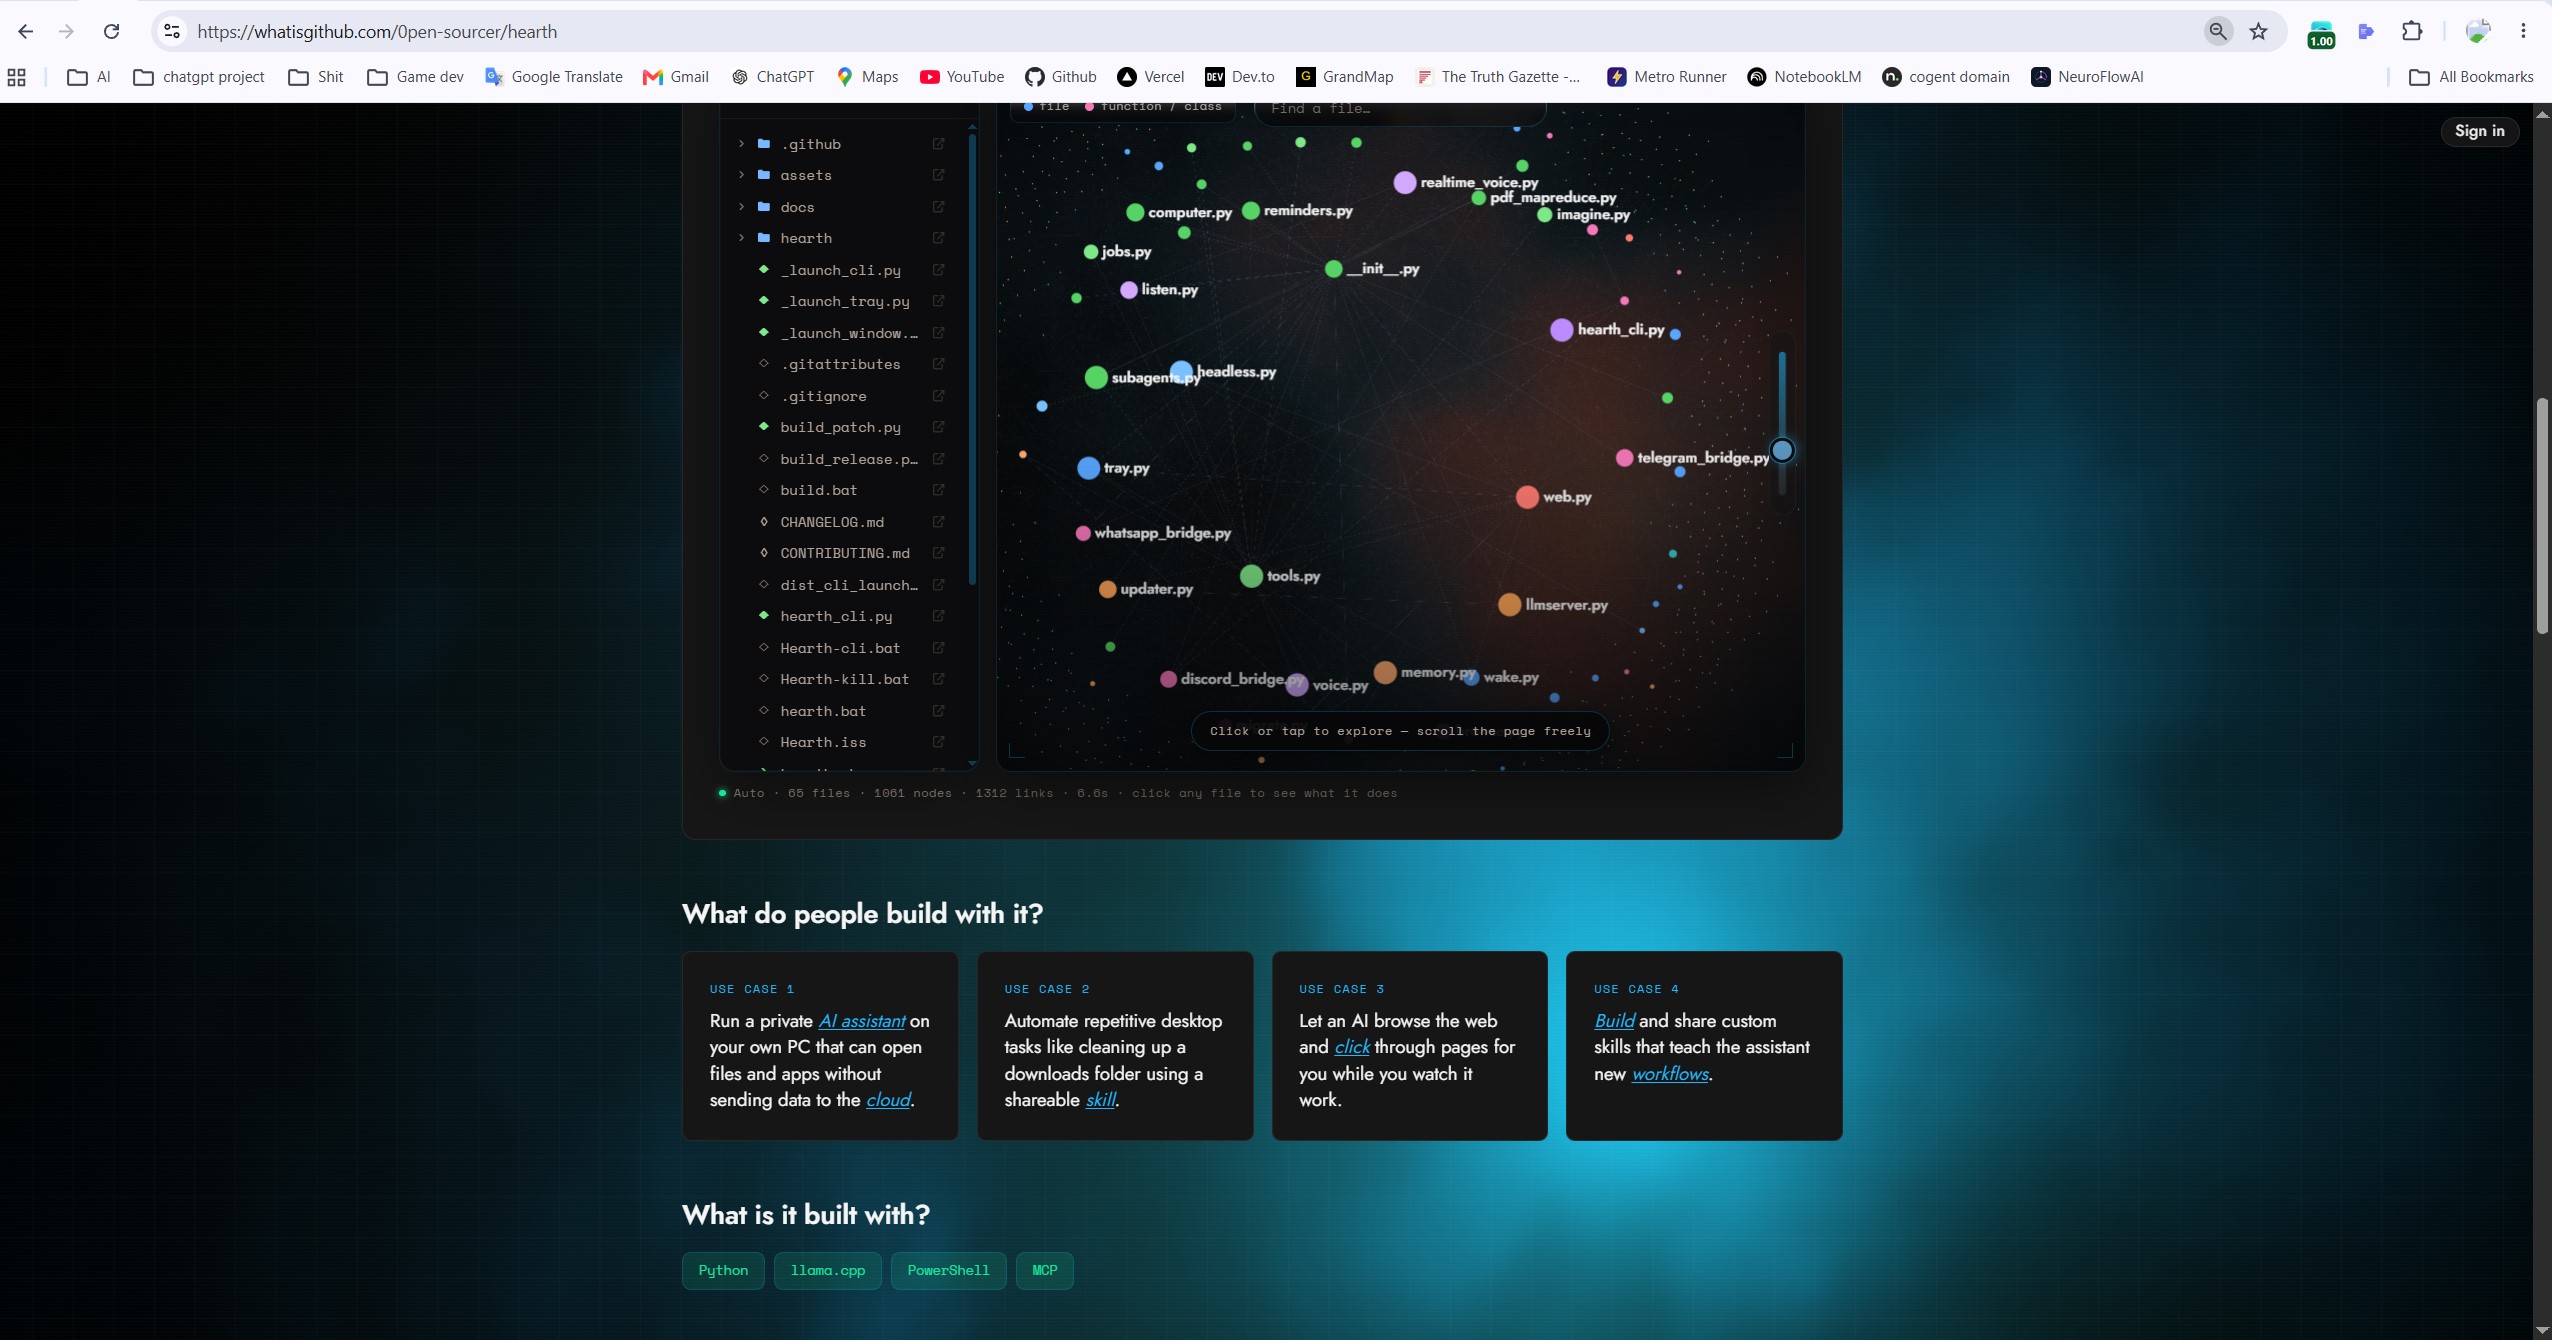 https://whatisgithub.com/0pen-sourcer/hearth
1.00
AI
chatgpt project
Shit
Game dev
Google Translate
Gmail
ChatGPT
Maps
YouTube
Github
Vercel
DEV
Dev.to
G
GrandMap
The Truth Gazette -...
Metro Runner
NotebookLM
n.
cogent domain
NeuroFlowAI
All Bookmarks
Sign in
file
function / class
Find a file…
.github
assets
docs
hearth
_launch_cli.py
_launch_tray.py
_launch_window.…
.gitattributes
.gitignore
build_patch.py
build_release.p…
build.bat
CHANGELOG.md
CONTRIBUTING.md
dist_cli_launch…
hearth_cli.py
Hearth-cli.bat
Hearth-kill.bat
hearth.bat
Hearth.iss
realtime_voice.py
pdf_mapreduce.py
computer.py
reminders.py
imagine.py
jobs.py
__init__.py
listen.py
hearth_cli.py
subagents.py
headless.py
telegram_bridge.py
tray.py
web.py
whatsapp_bridge.py
tools.py
updater.py
llmserver.py
discord_bridge.py
voice.py
memory.py
wake.py
Click or tap to explore — scroll the page freely
Auto · 65 files · 1061 nodes · 1312 links · 6.6s · click any file to see what it does
What do people build with it?
USE CASE 1
Run a private AI assistant on
your own PC that can open
files and apps without
sending data to the cloud.
USE CASE 2
Automate repetitive desktop
tasks like cleaning up a
downloads folder using a
shareable skill.
USE CASE 3
Let an AI browse the web
and click through pages for
you while you watch it
work.
USE CASE 4
Build and share custom
skills that teach the assistant
new workflows.
What is it built with?
Python
llama.cpp
PowerShell
MCP